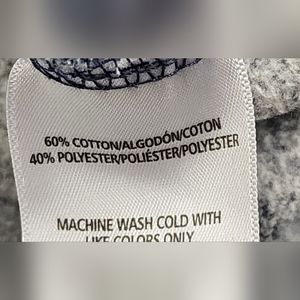 60% COTTON/ALGODÓN/COTON
40% POLYESTER/POLIÉSTER/POLYESTER
MACHINE WASH COLD WITH
LIKE COLORS ONLY